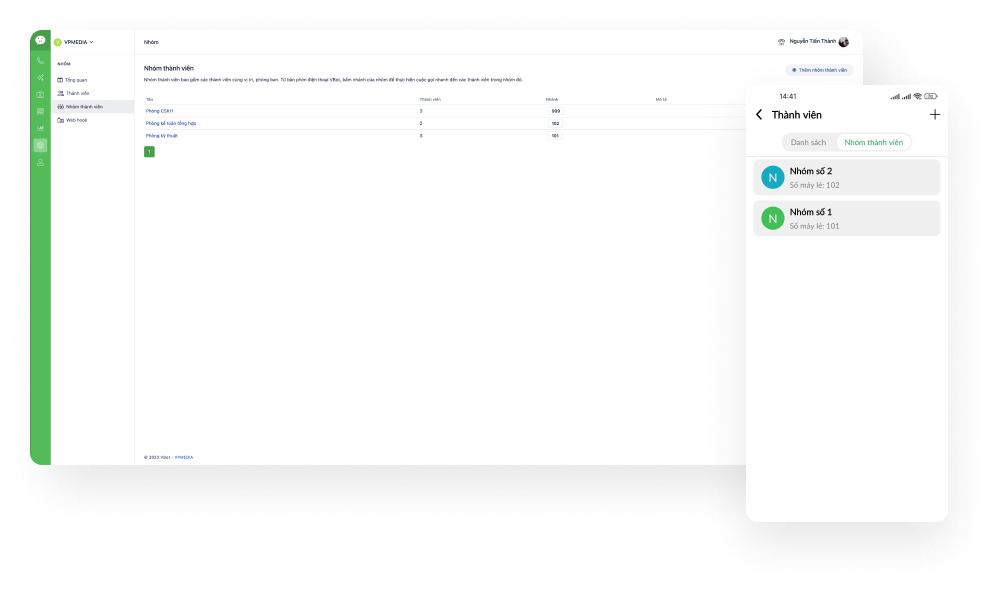 V VPMEDIA
Nhóm
Nguyễn Tiến Thành
NHÓM
Tổng quan
Thành viên
Nhóm thành viên
Web hook
Nhóm thành viên
Thêm nhóm thành viên
Nhóm thành viên bao gồm các thành viên cùng vị trí, phòng ban. Từ bàn phím điện thoại VBot, bấm nhánh của nhóm để thực hiện cuộc gọi nhanh đến các thành viên trong nhóm đó.
Tên Thành viên Nhánh Mô tả
Phòng CSKH 3 999
Phòng kế toán tổng hợp 2 102
Phòng kỹ thuật 3 101
1
© 2023 VBot - VPMEDIA
14:41
Thành viên
Danh sách Nhóm thành viên
N Nhóm số 2
Số máy lẻ: 102
N Nhóm số 1
Số máy lẻ: 101